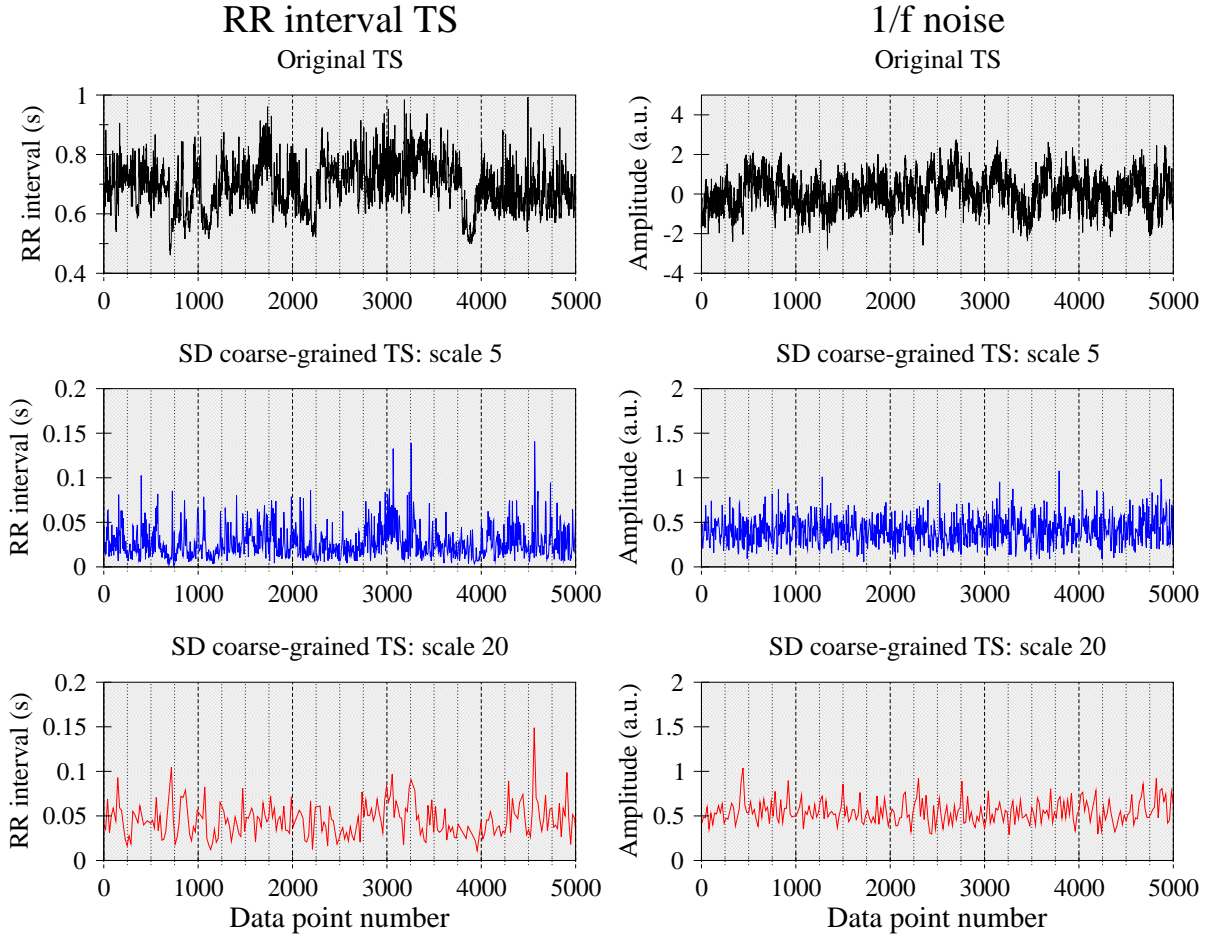 RR interval TS
Original TS
RR interval (s)
1
0.8
0.6
0.4
0 1000 2000 3000 4000 5000
1/f noise
Original TS
Amplitude (a.u.)
4
2
0
-2
-4
0 1000 2000 3000 4000 5000
SD coarse-grained TS: scale 5
RR interval (s)
0.2
0.15
0.1
0.05
0
0 1000 2000 3000 4000 5000
SD coarse-grained TS: scale 5
Amplitude (a.u.)
2
1.5
1
0.5
0
0 1000 2000 3000 4000 5000
SD coarse-grained TS: scale 20
RR interval (s)
0.2
0.15
0.1
0.05
0
0 1000 2000 3000 4000 5000
Data point number
SD coarse-grained TS: scale 20
Amplitude (a.u.)
2
1.5
1
0.5
0
0 1000 2000 3000 4000 5000
Data point number